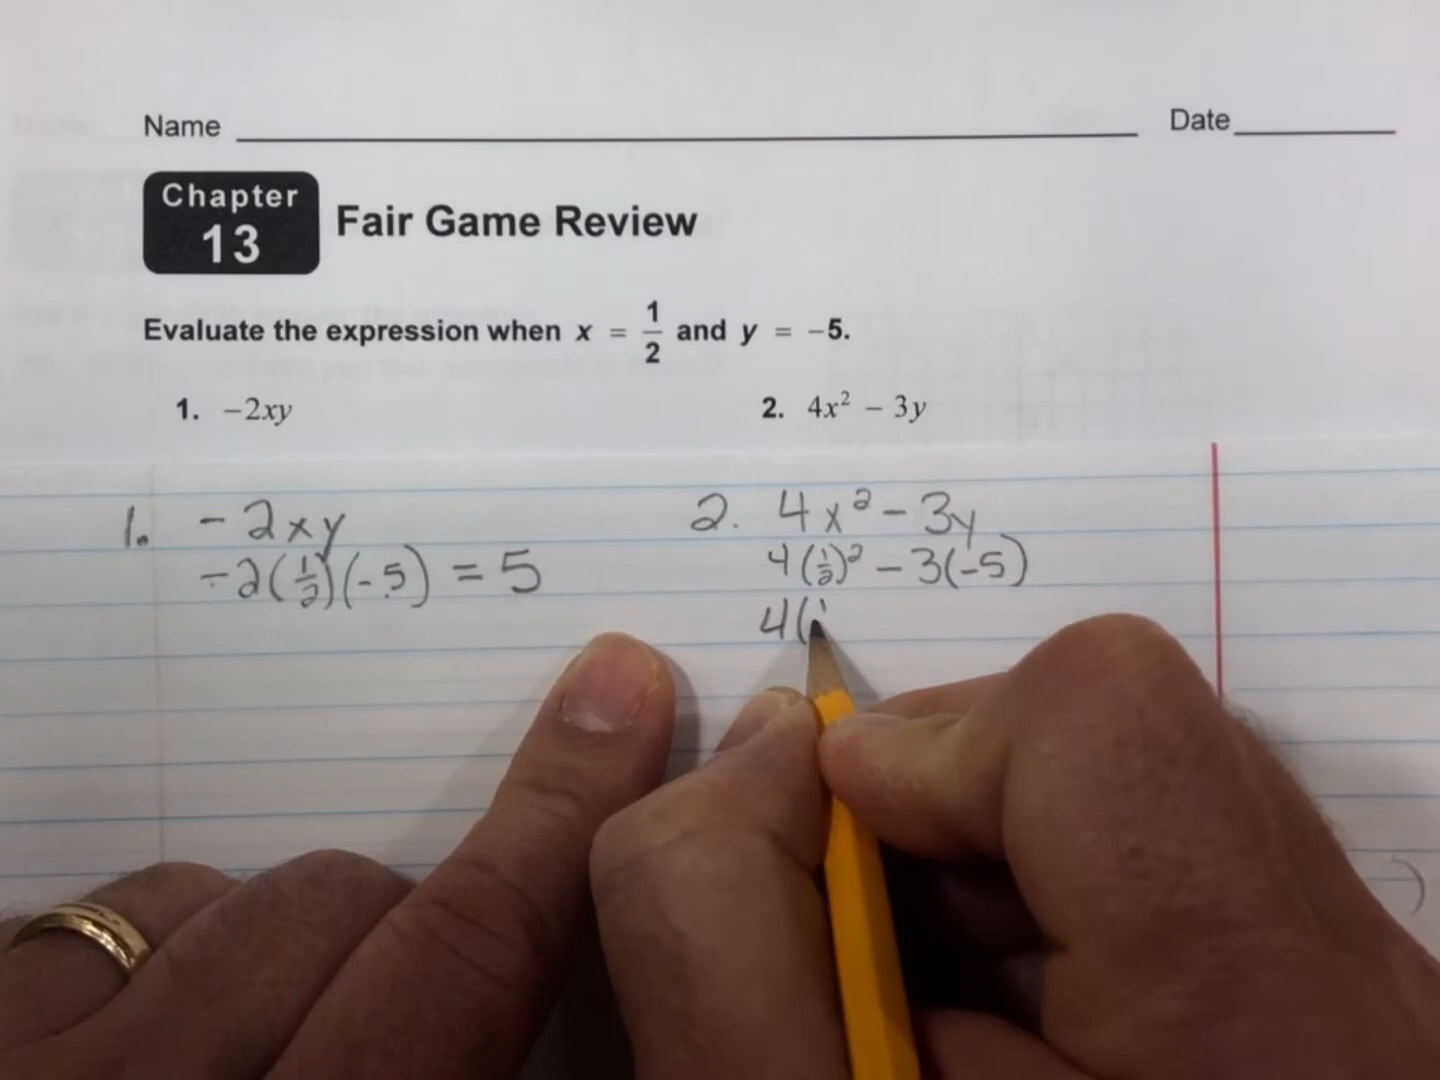 Name Date
Chapter 13 Fair Game Review
Evaluate the expression when x = 1/2 and y = −5.
1. −2xy 2. 4x² − 3y
1. -2xy
-2(1/2)(-5) = 5
2. 4x² - 3y
4(1/2)² - 3(-5)
4(